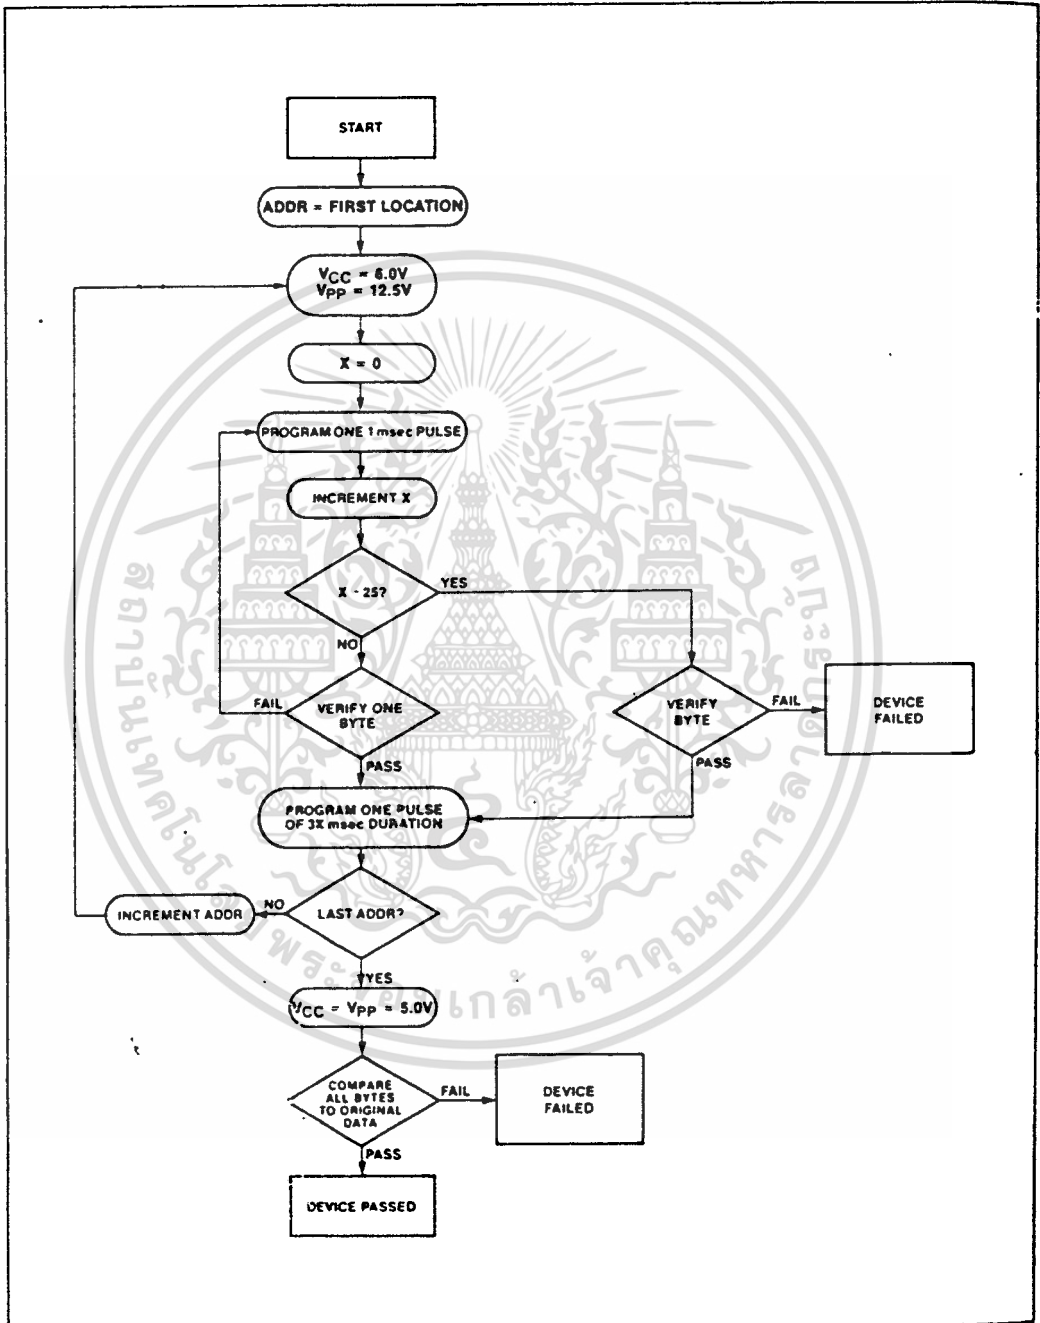 START
ADDR = FIRST LOCATION
VCC = 6.0V
VPP = 12.5V
X = 0
PROGRAM ONE 1 msec PULSE
INCREMENT X
X - 25?
YES
NO
FAIL
VERIFY ONE
BYTE
PASS
VERIFY
BYTE
FAIL
DEVICE
FAILED
PASS
PROGRAM ONE PULSE
OF 3X msec DURATION
LAST ADDR?
NO
INCREMENT ADDR
YES
VCC = VPP = 5.0V
COMPARE
ALL BYTES
TO ORIGINAL
DATA
FAIL
DEVICE
FAILED
PASS
DEVICE PASSED